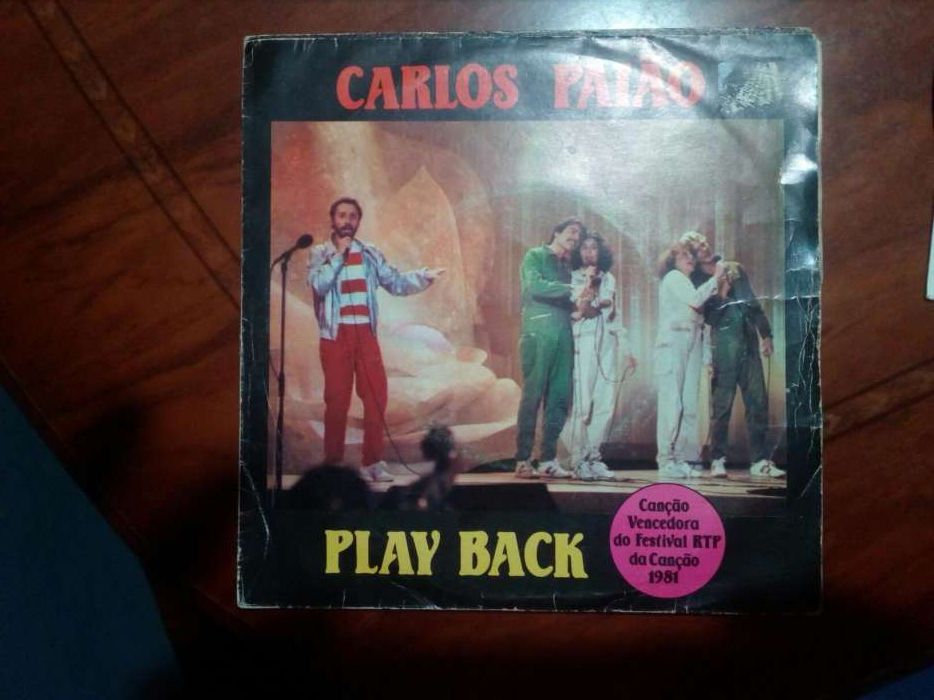 CARLOS PAIÃO
PLAY BACK
Canção
Vencedora
do Festival RTP
da Canção
1981